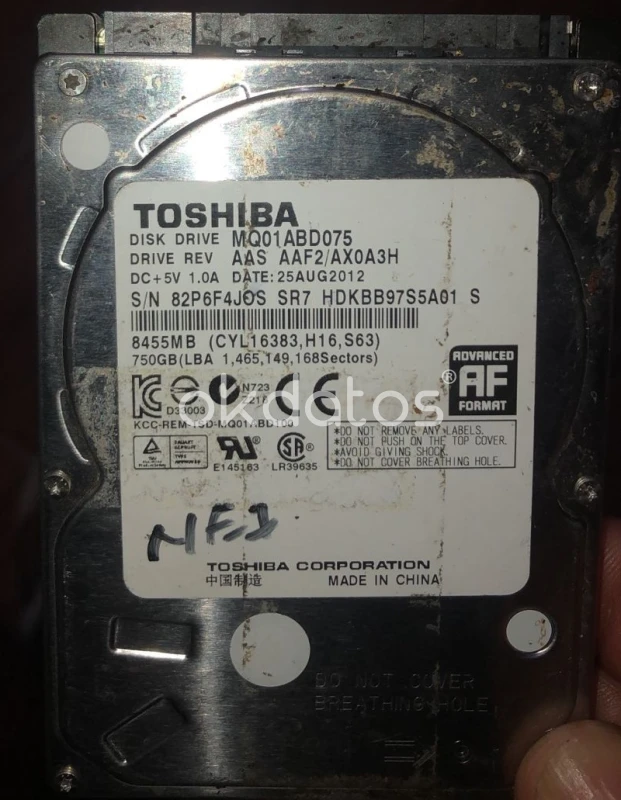 TOSHIBA
DISK DRIVE MQ01ABD075
DRIVE REV AAS AAF2/AX0A3H
DC+5V 1.0A DATE:25AUG2012
S/N 82P6F4JOS SR7 HDKBB97S5A01 S
8455MB (CYL16383,H16,S63)
750GB(LBA 1,465,149,168Sectors)
ADVANCED
AF
FORMAT
N723
D33003
okdatos®
*DO NOT REMOVE ANY LABELS.
*DO NOT PUSH ON THE TOP COVER.
*AVOID GIVING SHOCK.
*DO NOT COVER BREATHING HOLE.
E145163 LR39635
TOSHIBA CORPORATION
中国制造 MADE IN CHINA
DO NOT COVER
BREATHING HOLE